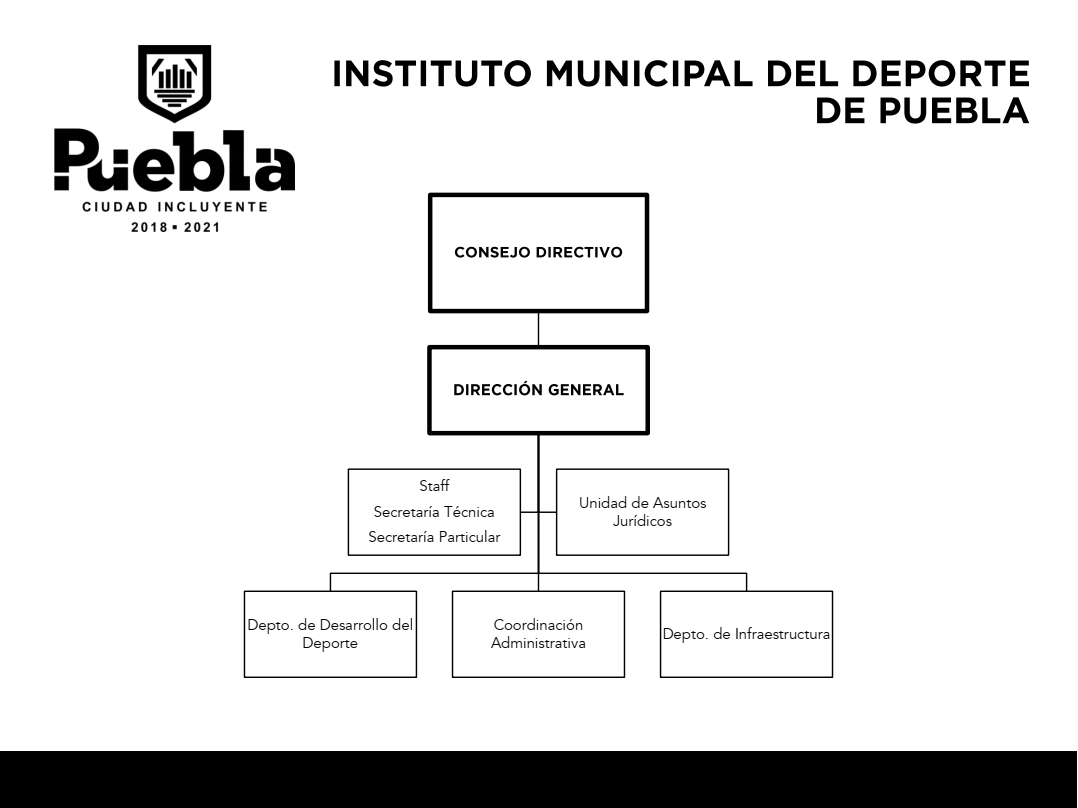 INSTITUTO MUNICIPAL DEL DEPORTE
DE PUEBLA
Puebla
CIUDAD INCLUYENTE
2018 ▪ 2021
CONSEJO DIRECTIVO
DIRECCIÓN GENERAL
Staff
Secretaría Técnica
Secretaría Particular
Unidad de Asuntos
Jurídicos
Depto. de Desarrollo del
Deporte
Coordinación
Administrativa
Depto. de Infraestructura